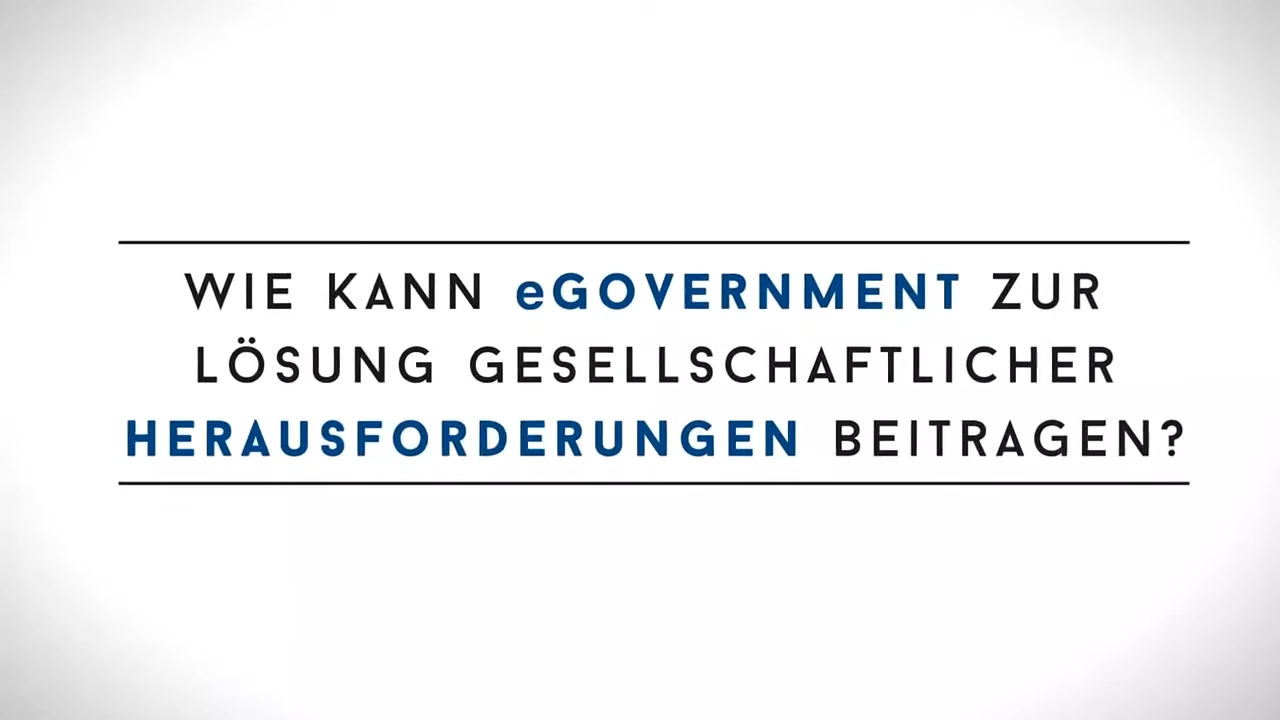 WIE KANN eGOVERNMENT ZUR
LÖSUNG GESELLSCHAFTLICHER
HERAUSFORDERUNGEN BEITRAGEN?